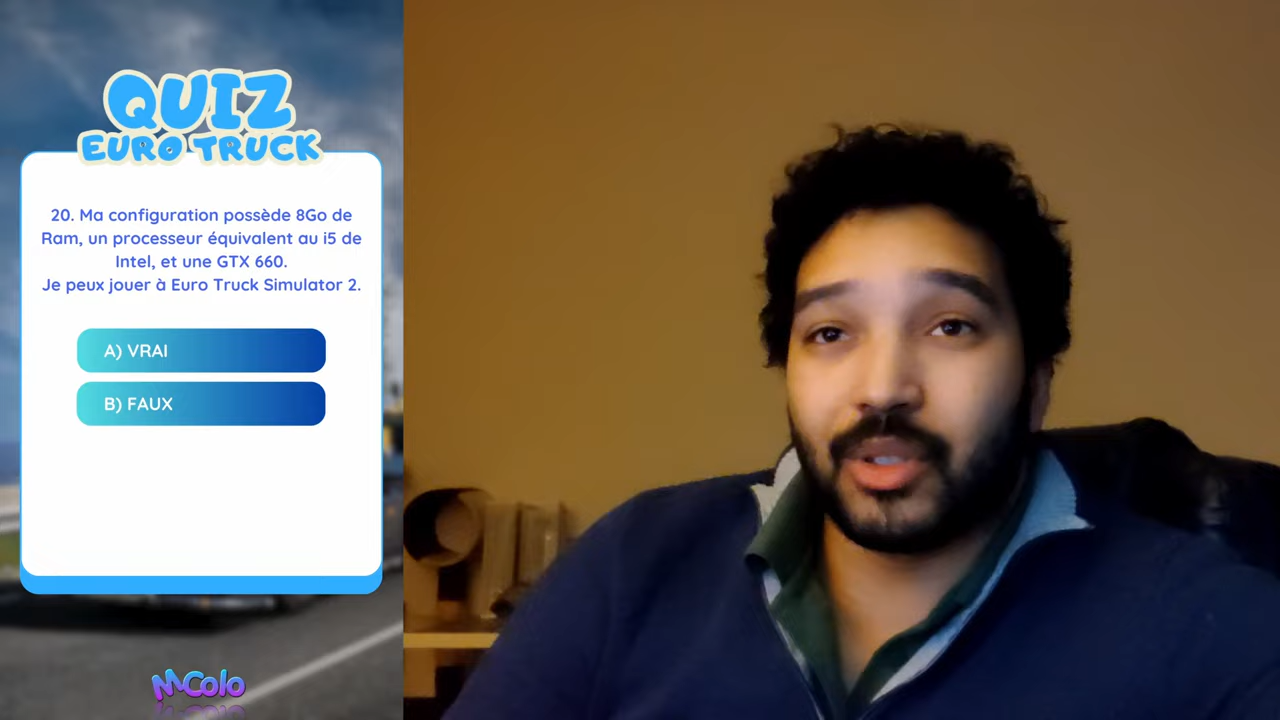 QUIZ
EURO TRUCK
20. Ma configuration possède 8Go de
Ram, un processeur équivalent au i5 de
Intel, et une GTX 660.
Je peux jouer à Euro Truck Simulator 2.
A) VRAI
B) FAUX
McColo